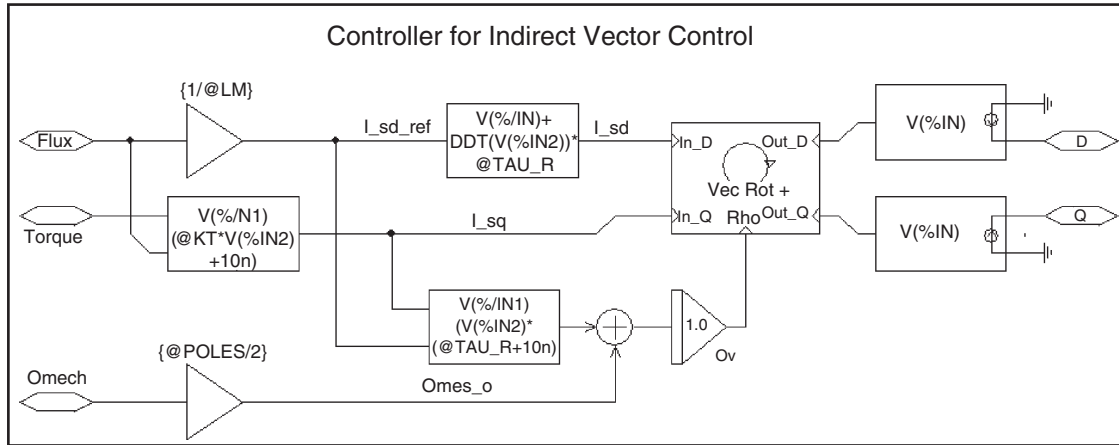 Controller for Indirect Vector Control
{1/@LM}
Flux
I_sd_ref
V(%/IN)+
DDT(V(%IN2))*
@TAU_R
I_sd
In_D
Out_D
Vec Rot +
In_Q
Out_Q
Rho
V(%IN)
D
Torque
V(%/N1)
(@KT*V(%IN2)
+10n)
I_sq
V(%IN)
Q
V(%/IN1)
(V(%IN2)*
(@TAU_R+10n)
1.0
Ov
{@POLES/2}
Omech
Omes_o